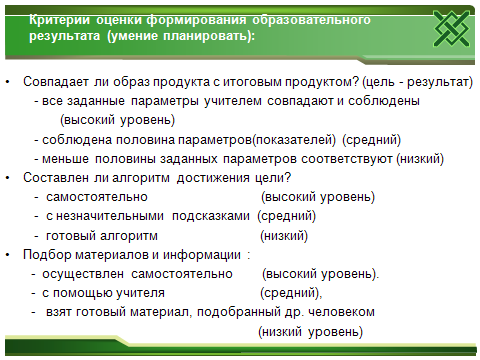 Критерии оценки формирования образовательного
результата (умение планировать):
• Совпадает ли образ продукта с итоговым продуктом? (цель - результат)
- все заданные параметры учителем совпадают и соблюдены
(высокий уровень)
- соблюдена половина параметров(показателей) (средний)
- меньше половины заданных параметров соответствуют (низкий)
• Составлен ли алгоритм достижения цели?
- самостоятельно (высокий уровень)
- с незначительными подсказками (средний)
- готовый алгоритм (низкий)
• Подбор материалов и информации :
- осуществлен самостоятельно (высокий уровень).
- с помощью учителя (средний),
- взят готовый материал, подобранный др. человеком
(низкий уровень)